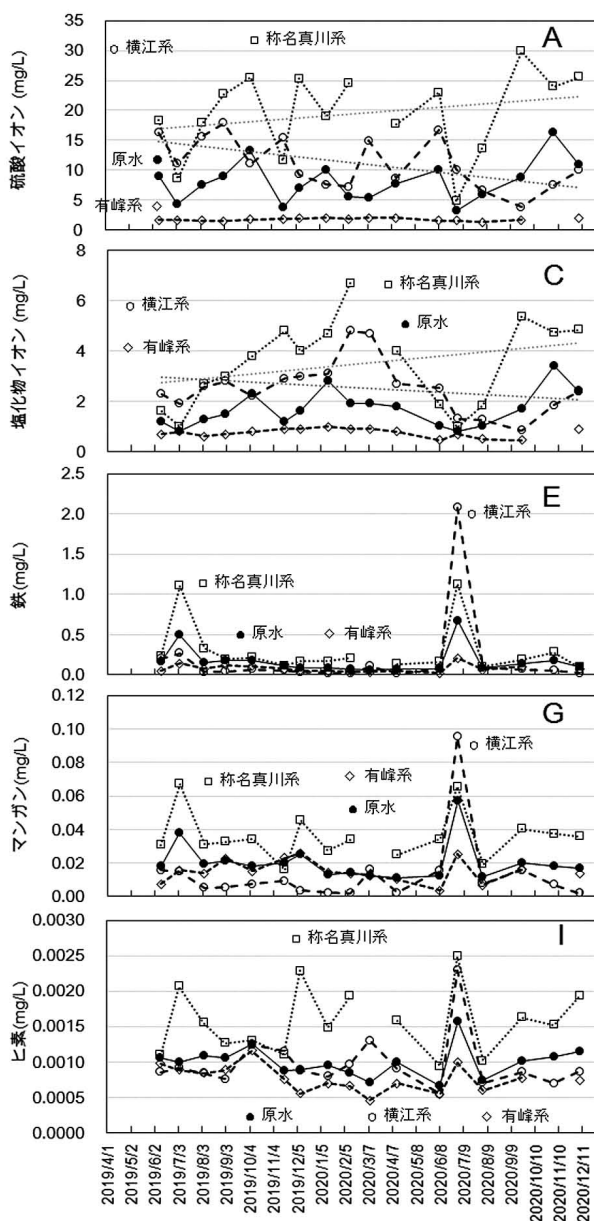 A
硫酸イオン (mg/L)
35
30
25
20
15
10
5
0
横江系
称名真川系
原水
有峰系
C
塩化物イオン (mg/L)
8
6
4
2
0
横江系
称名真川系
原水
有峰系
E
鉄(mg/L)
2.5
2.0
1.5
1.0
0.5
0.0
横江系
称名真川系
原水
有峰系
G
マンガン(mg/L)
0.12
0.10
0.08
0.06
0.04
0.02
0.00
横江系
有峰系
称名真川系
原水
I
ヒ素(mg/L)
0.0030
0.0025
0.0020
0.0015
0.0010
0.0005
0.0000
称名真川系
原水
横江系
有峰系
2019/4/1
2019/5/2
2019/6/2
2019/7/3
2019/8/3
2019/9/3
2019/10/4
2019/11/4
2019/12/5
2020/1/5
2020/2/5
2020/3/7
2020/4/7
2020/5/8
2020/6/8
2020/7/9
2020/8/9
2020/9/9
2020/10/10
2020/11/10
2020/12/11